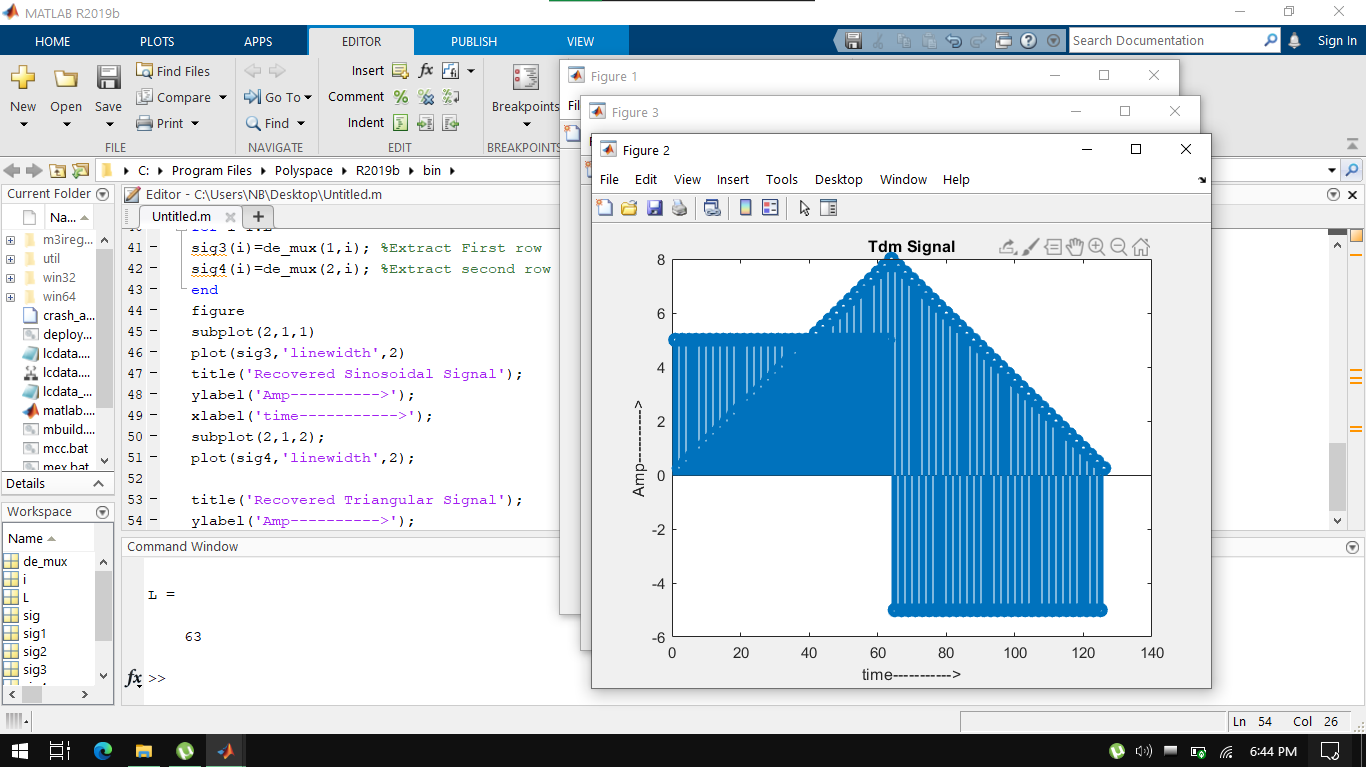 MATLAB R2019b
HOME PLOTS APPS EDITOR PUBLISH VIEW
Search Documentation
Sign In
New Open Save
Find Files
Compare
Print
FILE
Go To
Find
NAVIGATE
Insert fx
Comment
Indent
EDIT
Breakpoints
BREAKPOINTS
C: Program Files Polyspace R2019b bin
Current Folder
Na...
m3ireg...
util
win32
win64
crash_a...
deploy...
lcdata....
lcdata....
lcdata_...
matlab....
mbuild....
mcc.bat
mex.bat
Details
Workspace
Name
de_mux
i
L
sig
sig1
sig2
sig3
Editor - C:\Users\NB\Desktop\Untitled.m
Untitled.m
41 - sig3(i)=de_mux(1,i); %Extract First row
42 - sig4(i)=de_mux(2,i); %Extract second row
43 - end
44 - figure
45 - subplot(2,1,1)
46 - plot(sig3,'linewidth',2)
47 - title('Recovered Sinosoidal Signal');
48 - ylabel('Amp---------->');
49 - xlabel('time----------->');
50 - subplot(2,1,2);
51 - plot(sig4,'linewidth',2);
52
53 - title('Recovered Triangular Signal');
54 - ylabel('Amp---------->');
Command Window
L =
63
fx >>
Figure 1
Figure 3
Figure 2
File Edit View Insert Tools Desktop Window Help
Tdm Signal
8
6
4
2
0
-2
-4
-6
Amp---------->
0 20 40 60 80 100 120 140
time----------->
Ln 54 Col 26
6:44 PM